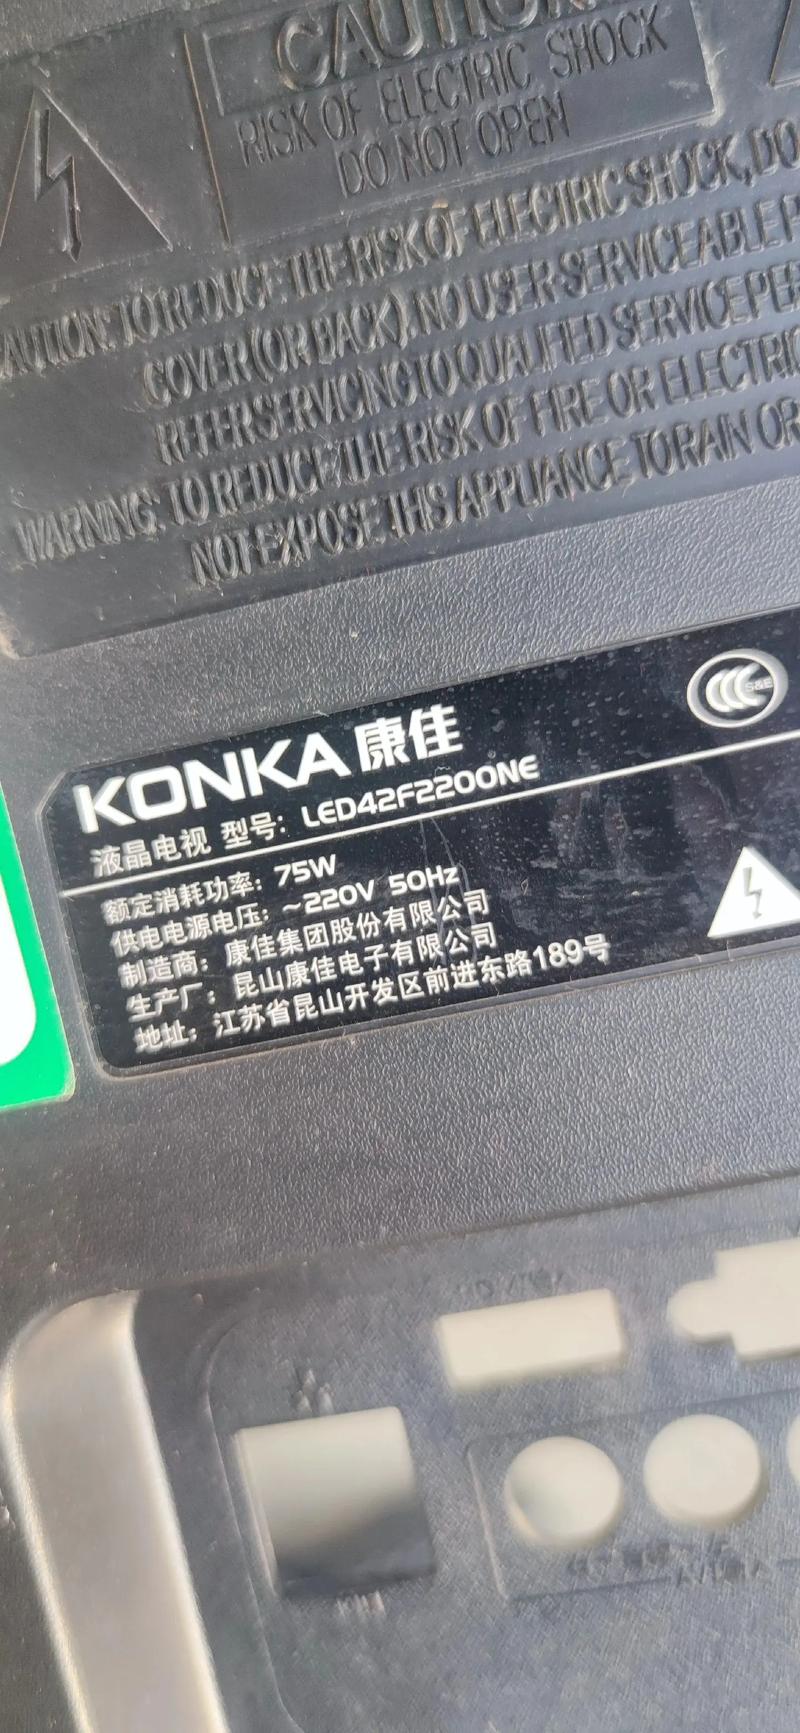 CAUTION
RISK OF ELECTRIC SHOCK
DO NOT OPEN
AUTION: TO REDUCE THE RISK OF ELECTRIC SHOCK, DO
COVER (OR BACK). NO USER SERVICEABLE P
REFER SERVICING TO QUALIFIED SERVICE PER
WARNING: TO REDUCE THE RISK OF FIRE OR ELECTRIC
NOT EXPOSE THIS APPLIANCE TO RAIN OR
KONKA 康佳
S&E
液晶电视 型号: LED42F2200NE
额定消耗功率: 75W
供电电源电压: ~220V 50Hz
制造商: 康佳集团股份有限公司
生产厂: 昆山康佳电子有限公司
地址: 江苏省昆山开发区前进东路189号